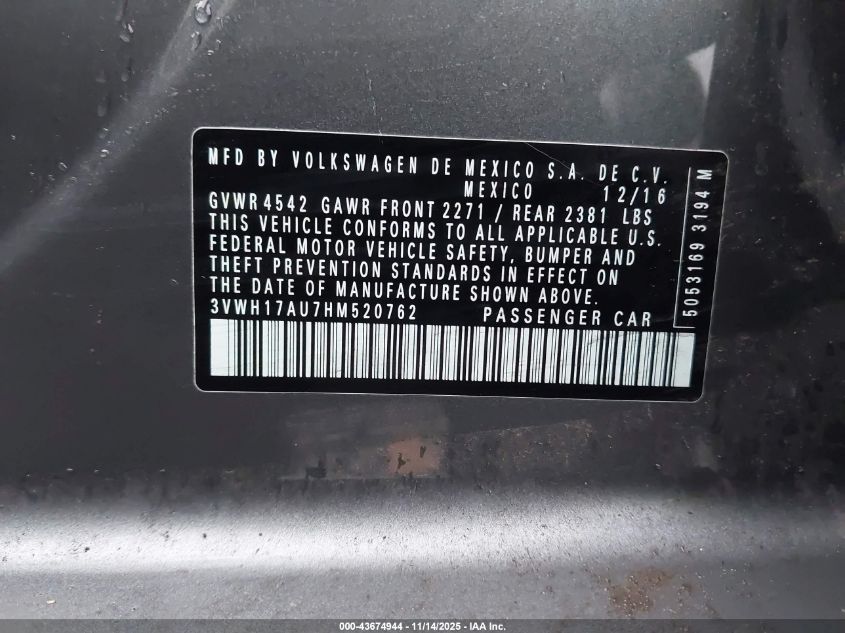 MFD BY VOLKSWAGEN DE MEXICO S.A. DE C.V.
MEXICO 12/16
GVWR 4542 GAWR FRONT 2271 / REAR 2381 LBS
THIS VEHICLE CONFORMS TO ALL APPLICABLE U.S.
FEDERAL MOTOR VEHICLE SAFETY, BUMPER AND
THEFT PREVENTION STANDARDS IN EFFECT ON
THE DATE OF MANUFACTURE SHOWN ABOVE.
3VWH17AU7HM520762 PASSENGER CAR
5053169 3194 M
000-43674944 - 11/14/2025 - IAA Inc.